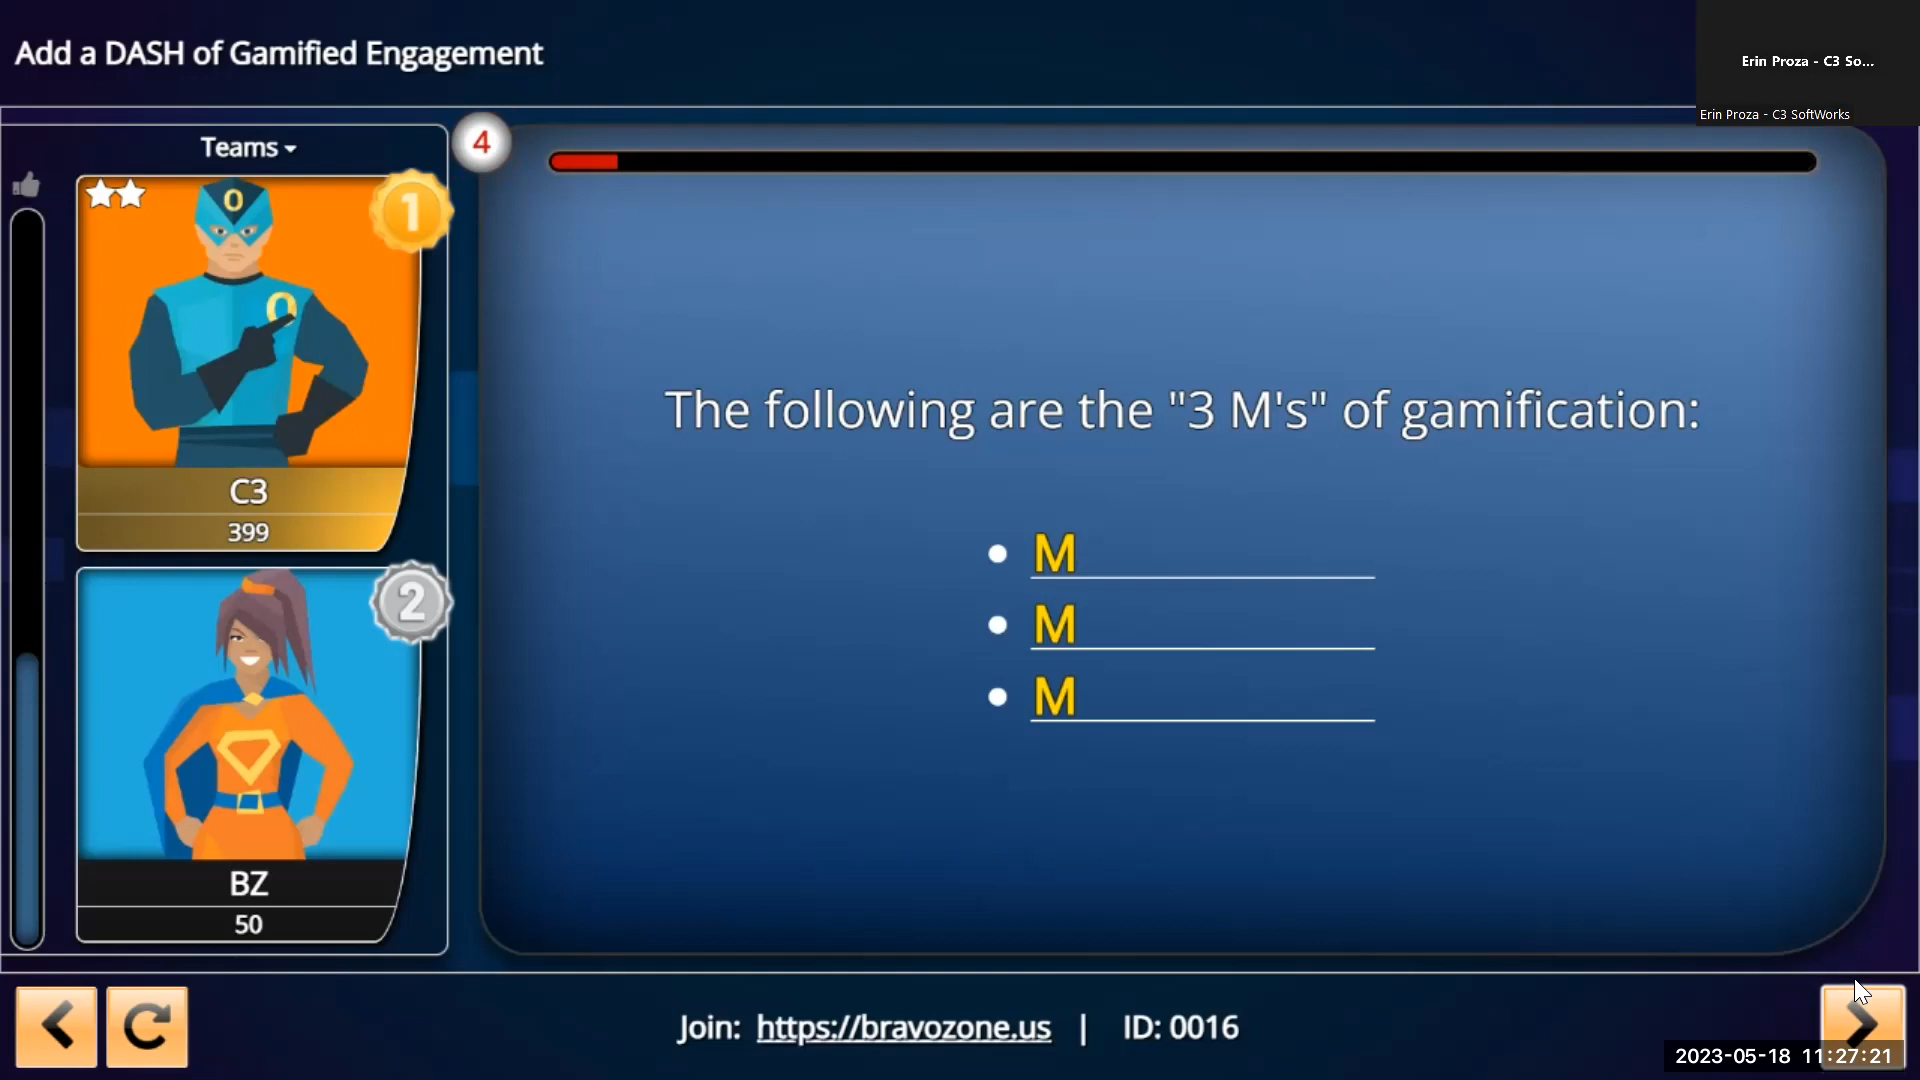 Add a DASH of Gamified Engagement
Erin Proza - C3 So...
Erin Proza - C3 SoftWorks
Teams
4
1
O
O
C3
399
2
BZ
50
The following are the "3 M's" of gamification:
M
M
M
Join: https://bravozone.us | ID: 0016
2023-05-18 11:27:21